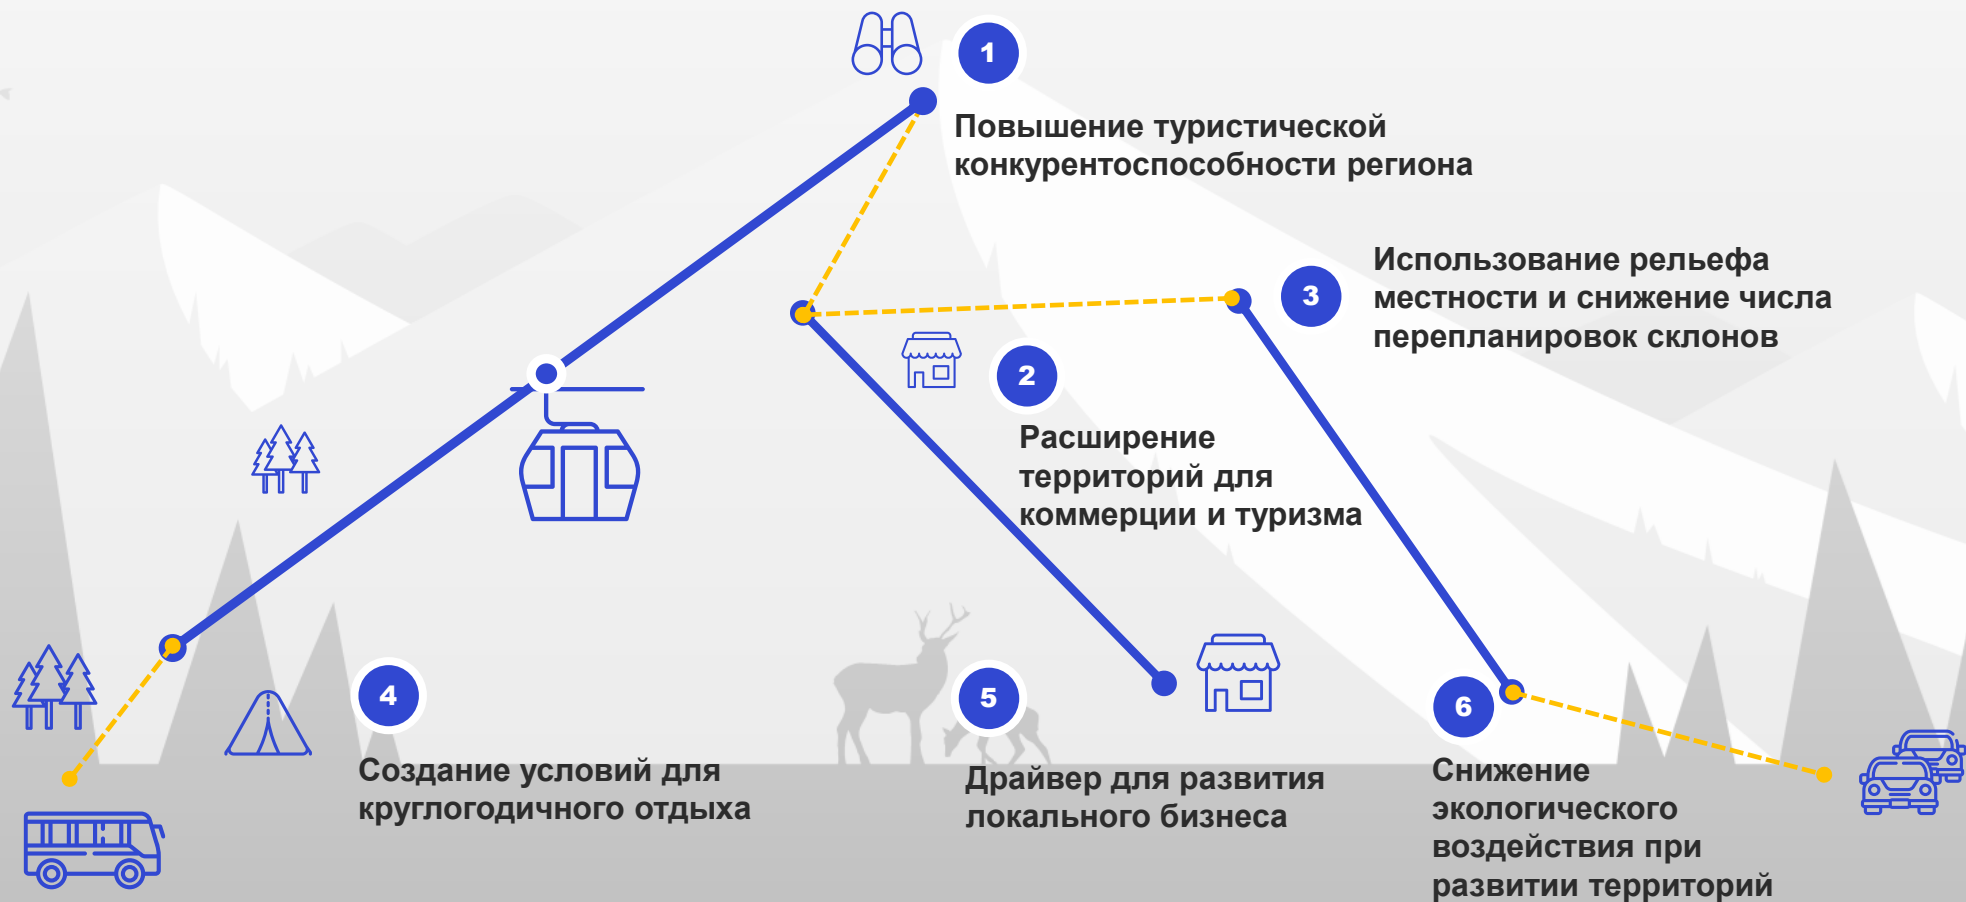 1
Повышение туристической
конкурентоспособности региона
2
Расширение
территорий для
коммерции и туризма
3
Использование рельефа
местности и снижение числа
перепланировок склонов
4
Создание условий для
круглогодичного отдыха
5
Драйвер для развития
локального бизнеса
6
Снижение
экологического
воздействия при
развитии территорий